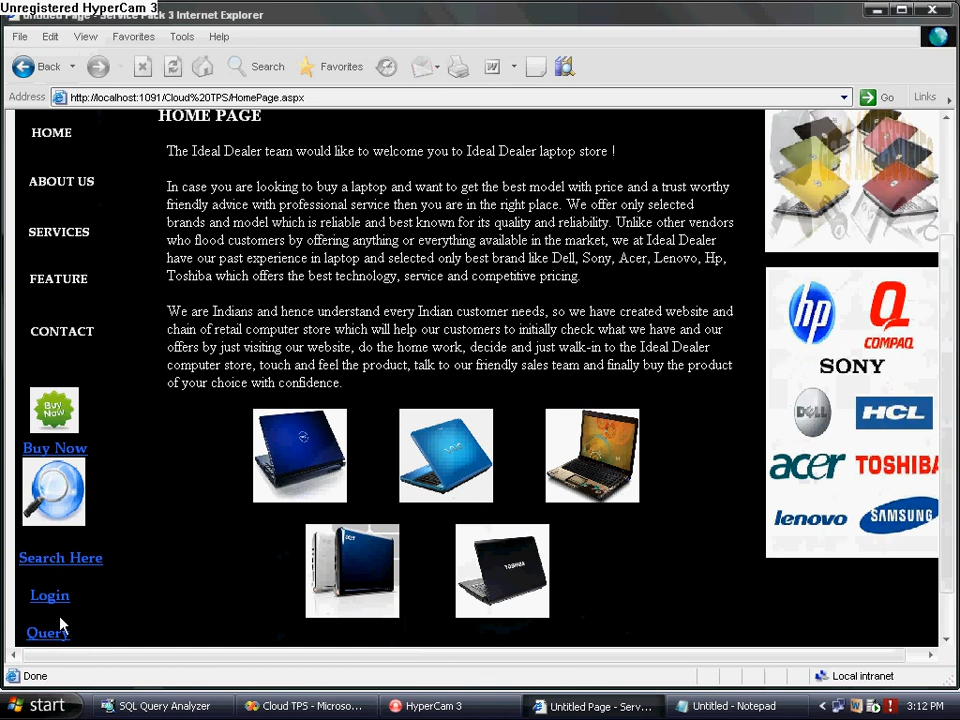 Unregistered HyperCam 3
Untitled Page - Service Pack 3 Internet Explorer
File Edit View Favorites Tools Help
Back Search Favorites
Address http://localhost:1091/Cloud%20TPS/HomePage.aspx Go Links
HOME PAGE
HOME
The Ideal Dealer team would like to welcome you to Ideal Dealer laptop store !
ABOUT US
In case you are looking to buy a laptop and want to get the best model with price and a trust worthy
friendly advice with professional service then you are in the right place. We offer only selected
brands and model which is reliable and best known for its quality and reliability. Unlike other vendors
SERVICES
who flood customers by offering anything or everything available in the market, we at Ideal Dealer
have our past experience in laptop and selected only best brand like Dell, Sony, Acer, Lenovo, Hp,
Toshiba which offers the best technology, service and competitive pricing.
FEATURE
We are Indians and hence understand every Indian customer needs, so we have created website and
chain of retail computer store which will help our customers to initially check what we have and our
CONTACT
offers by just visiting our website, do the home work, decide and just walk-in to the Ideal Dealer
computer store, touch and feel the product, talk to our friendly sales team and finally buy the product
of your choice with confidence.
hp
Q
COMPAQ
SONY
DELL HCL
acer TOSHIBA
lenovo SAMSUNG
Buy
Now
Buy Now
VAIO
Search Here
acer
TOSHIBA
Login
Query
Done Local intranet
start SQL Query Analyzer Cloud TPS - Microso... HyperCam 3 Untitled Page - Serv... Untitled - Notepad 3:12 PM